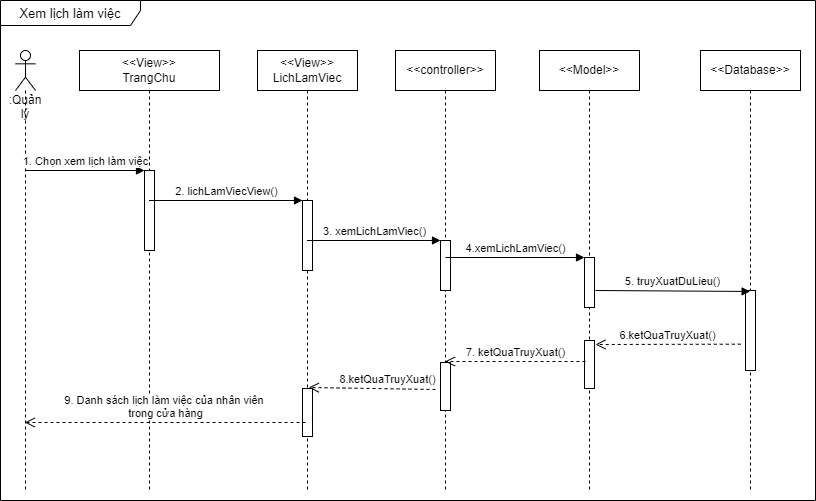 Xem lịch làm việc
<<View>>
TrangChu
<<View>>
LichLamViec
<<controller>>
<<Model>>
<<Database>>
:Quản
lý
1. Chọn xem lịch làm việc
2. lichLamViecView()
3. xemLichLamViec()
4.xemLichLamViec()
5. truyXuatDuLieu()
6.ketQuaTruyXuat()
7. ketQuaTruyXuat()
8.ketQuaTruyXuat()
9. Danh sách lịch làm việc của nhân viên
trong cửa hàng